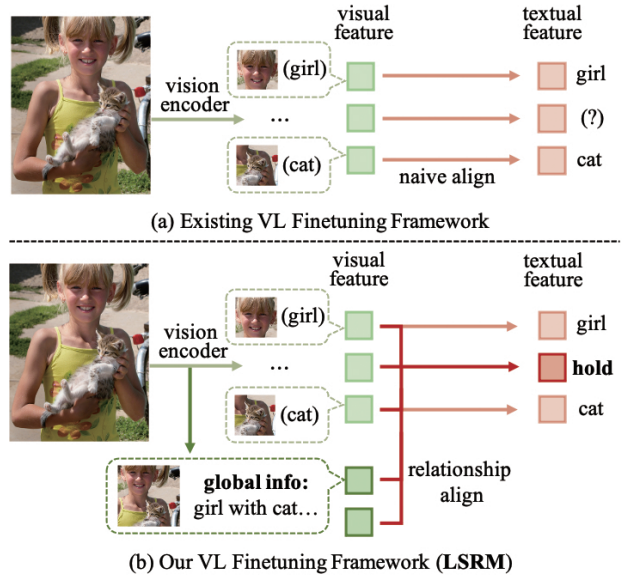 visual
feature
textual
feature
vision
encoder
(girl)
girl
...
(?)
(cat)
cat
naive align
(a) Existing VL Finetuning Framework
visual
feature
textual
feature
vision
encoder
(girl)
girl
...
hold
(cat)
cat
global info:
girl with cat...
relationship
align
(b) Our VL Finetuning Framework (LSRM)